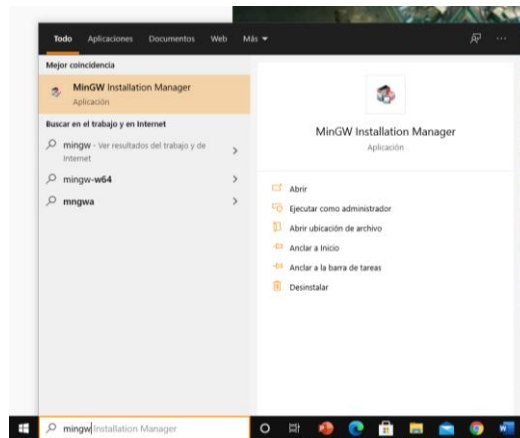 Todo Aplicaciones Documentos Web Más
Mejor coincidencia
MinGW Installation Manager
Aplicación
Buscar en el trabajo y en Internet
mingw - Ver resultados del trabajo y de
Internet
mingw-w64
mngwa
MinGW Installation Manager
Aplicación
Abrir
Ejecutar como administrador
Abrir ubicación de archivo
Anclar a Inicio
Anclar a la barra de tareas
Desinstalar
mingw Installation Manager